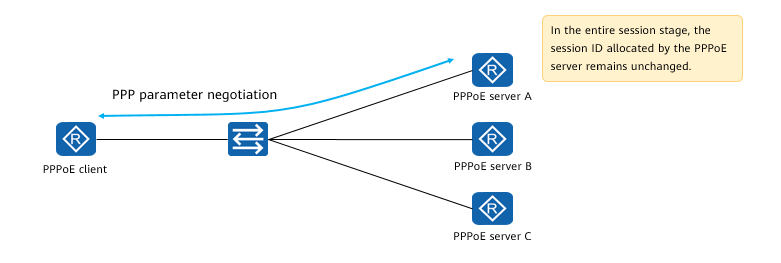 In the entire session stage, the
session ID allocated by the PPPoE
server remains unchanged.
PPP parameter negotiation
R
PPPoE server A
R
PPPoE client
R
PPPoE server B
R
PPPoE server C